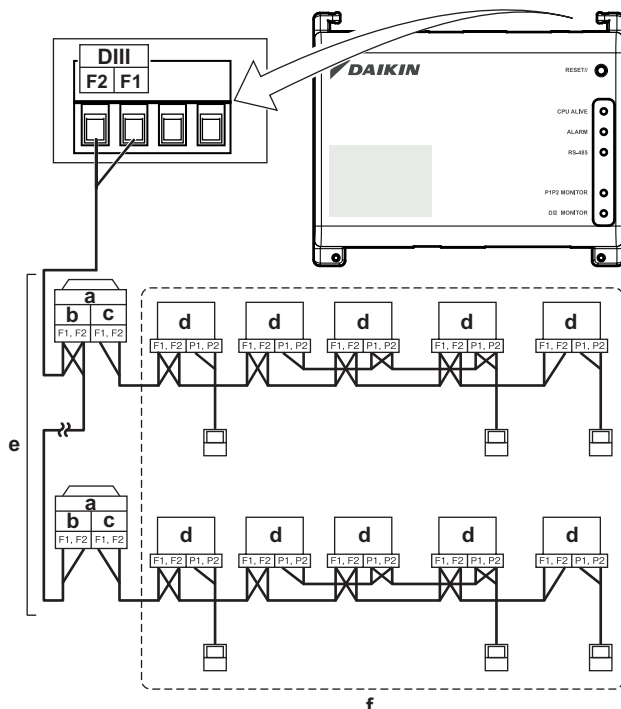 DIII
F2 F1
DAIKIN
RESET//
CPU ALIVE
ALARM
RS-485
P1P2 MONITOR
DIII MONITOR
e
a
b c
F1, F2 F1, F2
d d d d d
F1, F2 P1, P2 F1, F2 P1, P2 F1, F2 P1, P2 F1, F2 P1, P2 F1, F2 P1, P2
a
b c
F1, F2 F1, F2
d d d d d
F1, F2 P1, P2 F1, F2 P1, P2 F1, F2 P1, P2 F1, F2 P1, P2 F1, F2 P1, P2
f